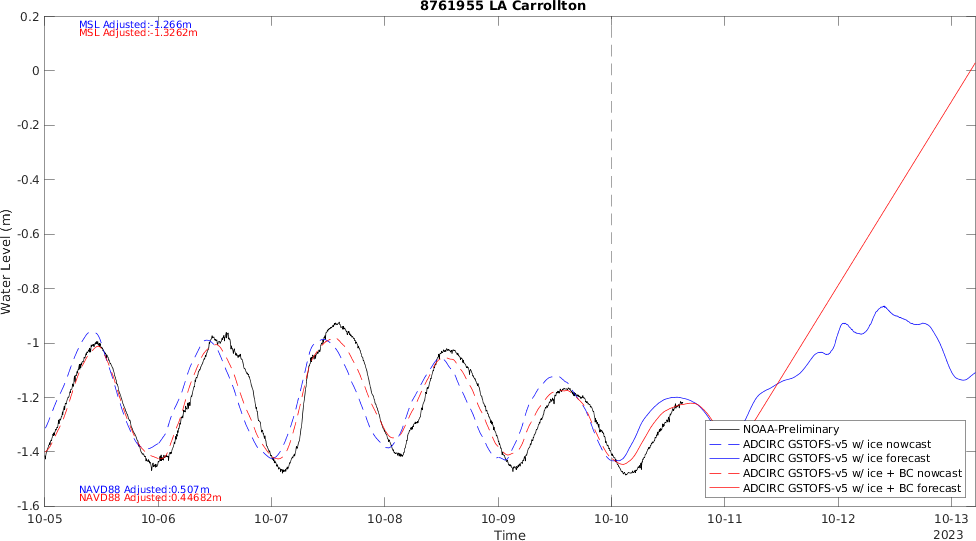 8761955 LA Carrollton
MSL Adjusted:-1.266m
MSL Adjusted:-1.3262m
0.2
0
-0.2
-0.4
-0.6
-0.8
-1
-1.2
-1.4
-1.6
Water Level (m)
NAVD88 Adjusted:0.507m
NAVD88 Adjusted:0.44682m
NOAA-Preliminary
ADCIRC GSTOFS-v5 w/ ice nowcast
ADCIRC GSTOFS-v5 w/ ice forecast
ADCIRC GSTOFS-v5 w/ ice + BC nowcast
ADCIRC GSTOFS-v5 w/ ice + BC forecast
10-05 10-06 10-07 10-08 10-09 10-10 10-11 10-12 10-13
Time
2023